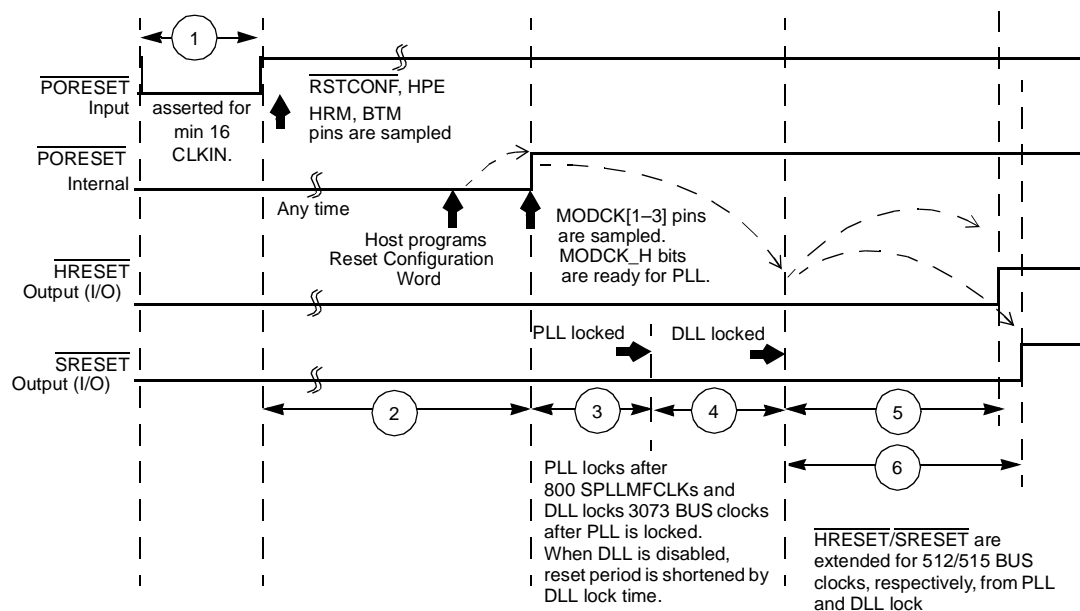 1
PORESET
Input
asserted for
min 16
CLKIN.
RSTCONF, HPE
HRM, BTM
pins are sampled
PORESET
Internal
Any time
Host programs
Reset Configuration
Word
MODCK[1–3] pins
are sampled.
MODCK_H bits
are ready for PLL.
HRESET
Output (I/O)
PLL locked
DLL locked
SRESET
Output (I/O)
2
3
4
5
6
PLL locks after
800 SPLLMFCLKs and
DLL locks 3073 BUS clocks
after PLL is locked.
When DLL is disabled,
reset period is shortened by
DLL lock time.
HRESET/SRESET are
extended for 512/515 BUS
clocks, respectively, from PLL
and DLL lock